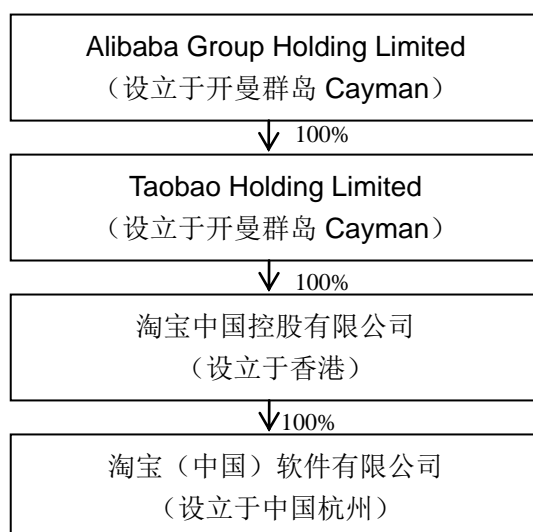 Alibaba Group Holding Limited
（设立于开曼群岛 Cayman）
100%
Taobao Holding Limited
（设立于开曼群岛 Cayman）
100%
淘宝中国控股有限公司
（设立于香港）
100%
淘宝（中国）软件有限公司
（设立于中国杭州）